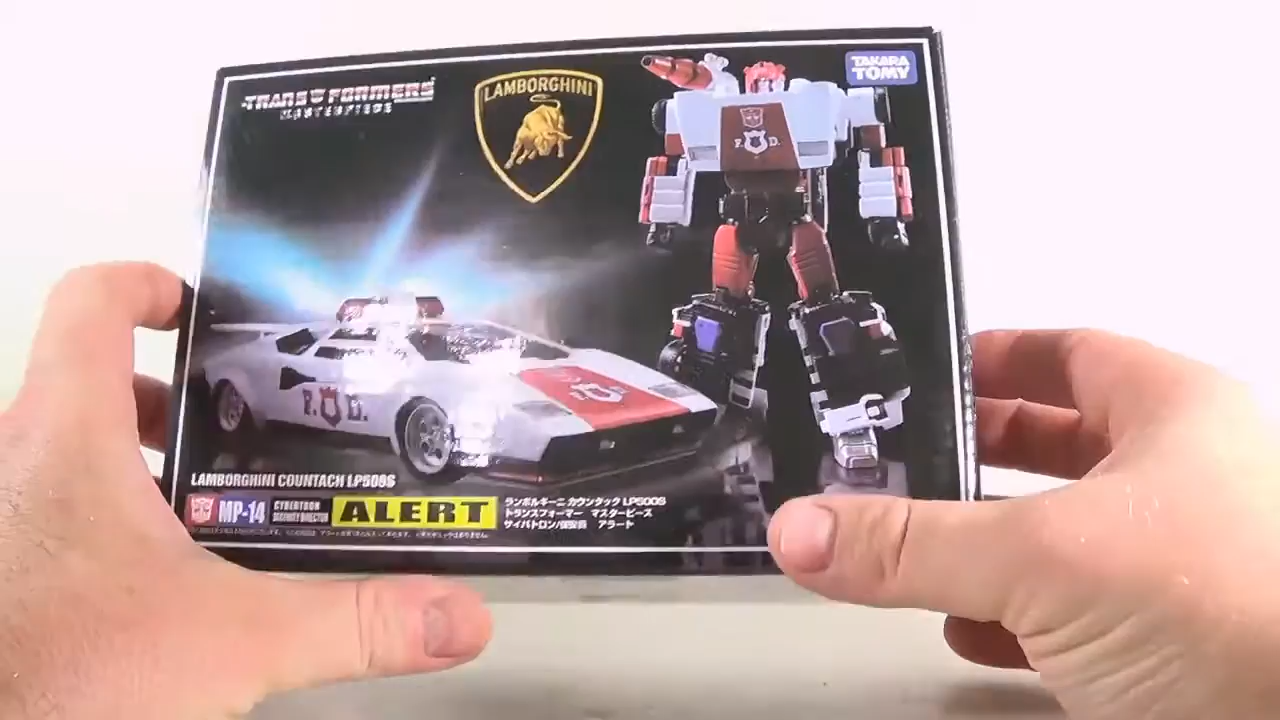 TRANSFORMERS
MASTERPIECE
LAMBORGHINI
TAKARA
TOMY
F. D.
F. D.
F. D.
LAMBORGHINI COUNTACH LP500S
MP-14
CYBERTRON
SECURITY DIRECTOR
ALERT
ランボルギーニ カウンタック LP500S
トランスフォーマー マスターピース
サイバトロン/保安員 アラート